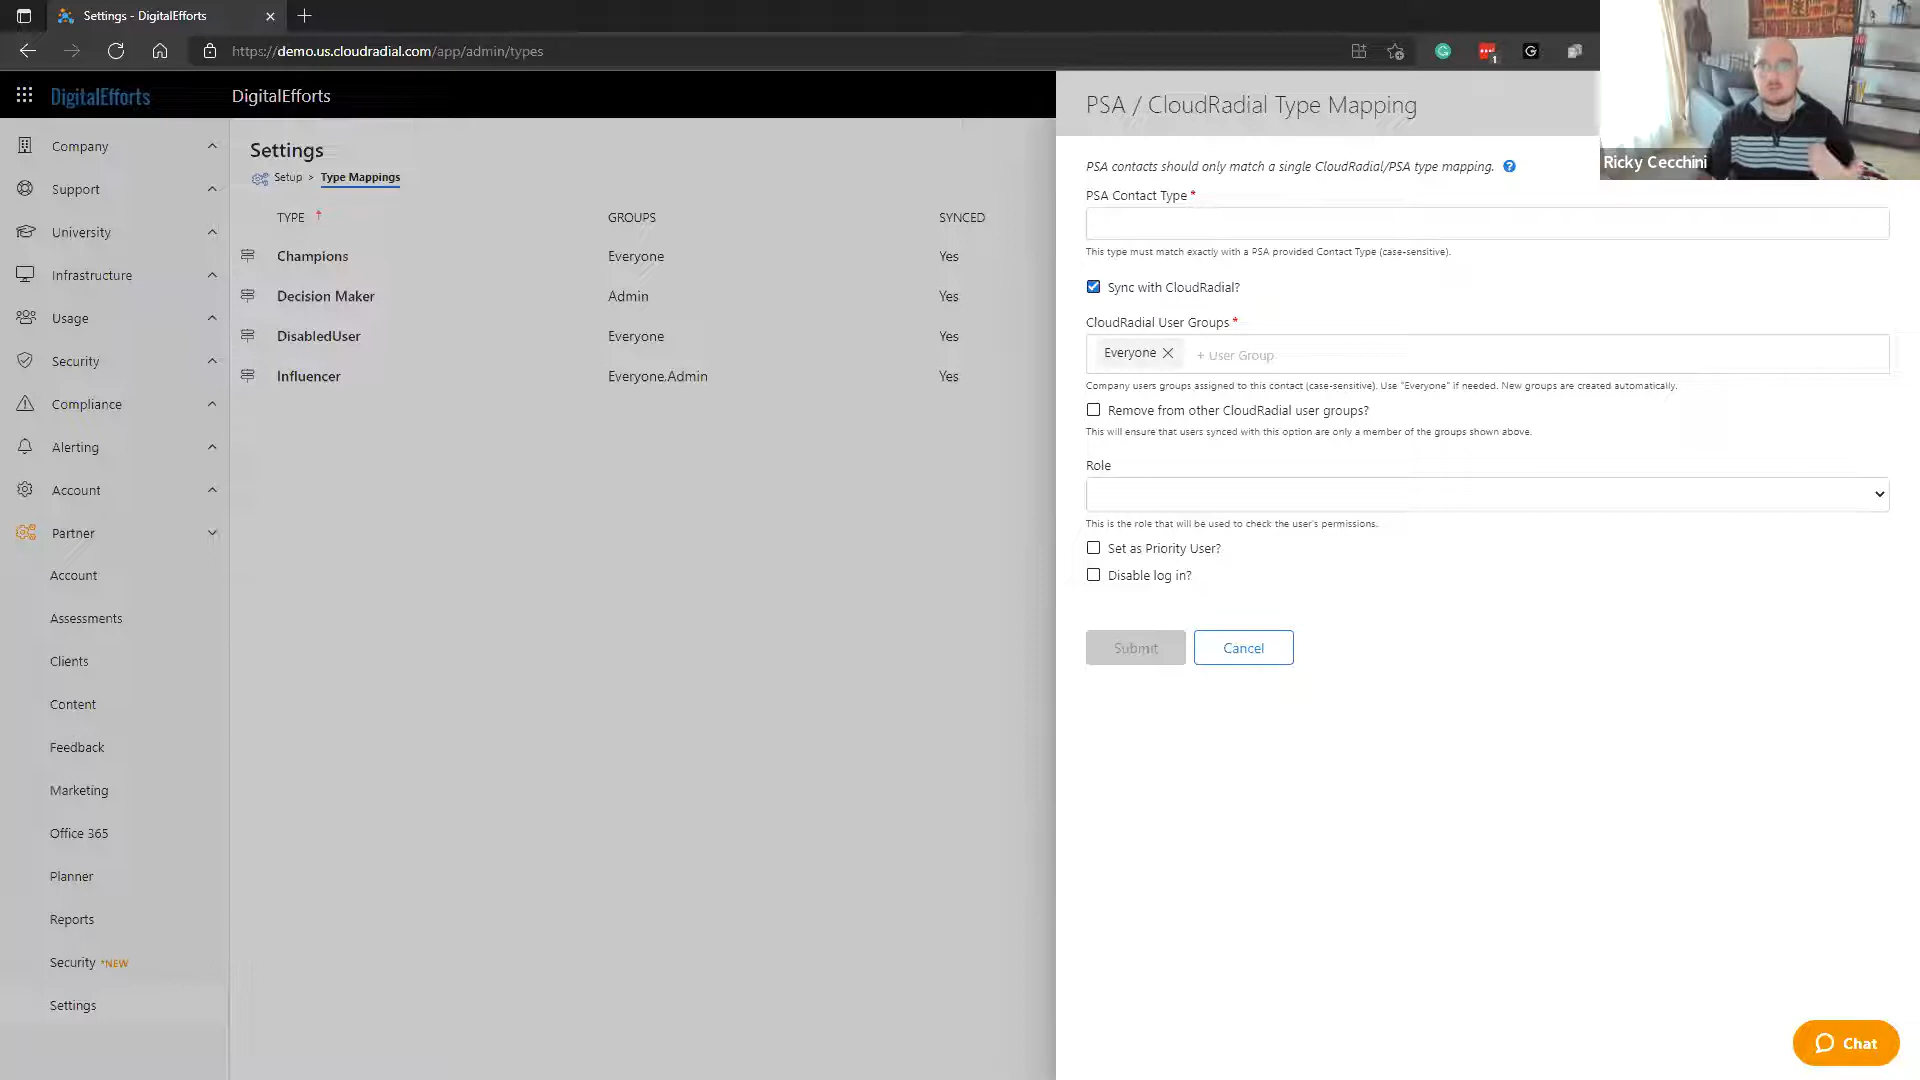 Settings - DigitalEfforts
https://demo.us.cloudradial.com/app/admin/types
1
DigitalEfforts
DigitalEfforts
Company
Support
University
Infrastructure
Usage
Security
Compliance
Alerting
Account
Partner
Account
Assessments
Clients
Content
Feedback
Marketing
Office 365
Planner
Reports
Security *NEW
Settings
Settings
Setup > Type Mappings
TYPE GROUPS SYNCED
Champions Everyone Yes
Decision Maker Admin Yes
DisabledUser Everyone Yes
Influencer Everyone,Admin Yes
PSA / CloudRadial Type Mapping
PSA contacts should only match a single CloudRadial/PSA type mapping. ?
PSA Contact Type *
This type must match exactly with a PSA provided Contact Type (case-sensitive).
Sync with CloudRadial?
CloudRadial User Groups *
Everyone + User Group
Company users groups assigned to this contact (case-sensitive). Use "Everyone" if needed. New groups are created automatically.
Remove from other CloudRadial user groups?
This will ensure that users synced with this option are only a member of the groups shown above.
Role
This is the role that will be used to check the user's permissions.
Set as Priority User?
Disable log in?
Submit Cancel
Ricky Cecchini
Chat